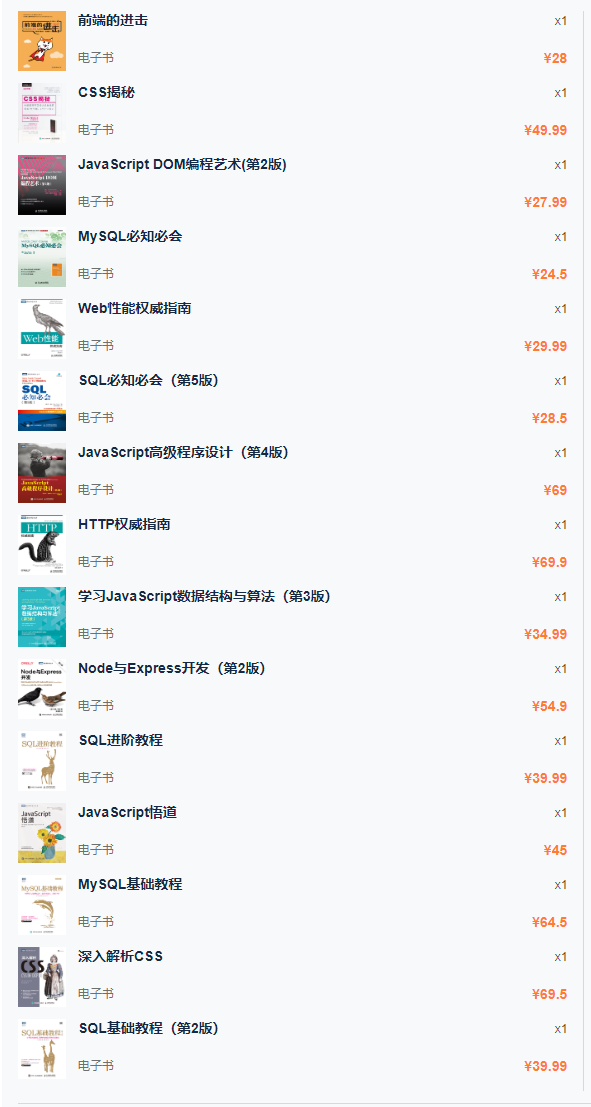 前端的进击 x1
电子书 ¥28
CSS揭秘 x1
电子书 ¥49.99
JavaScript DOM编程艺术(第2版) x1
电子书 ¥27.99
MySQL必知必会 x1
电子书 ¥24.5
Web性能权威指南 x1
电子书 ¥29.99
SQL必知必会（第5版） x1
电子书 ¥28.5
JavaScript高级程序设计（第4版） x1
电子书 ¥69
HTTP权威指南 x1
电子书 ¥69.9
学习JavaScript数据结构与算法（第3版） x1
电子书 ¥34.99
Node与Express开发（第2版） x1
电子书 ¥54.9
SQL进阶教程 x1
电子书 ¥39.99
JavaScript悟道 x1
电子书 ¥45
MySQL基础教程 x1
电子书 ¥64.5
深入解析CSS x1
电子书 ¥69.5
SQL基础教程（第2版） x1
电子书 ¥39.99